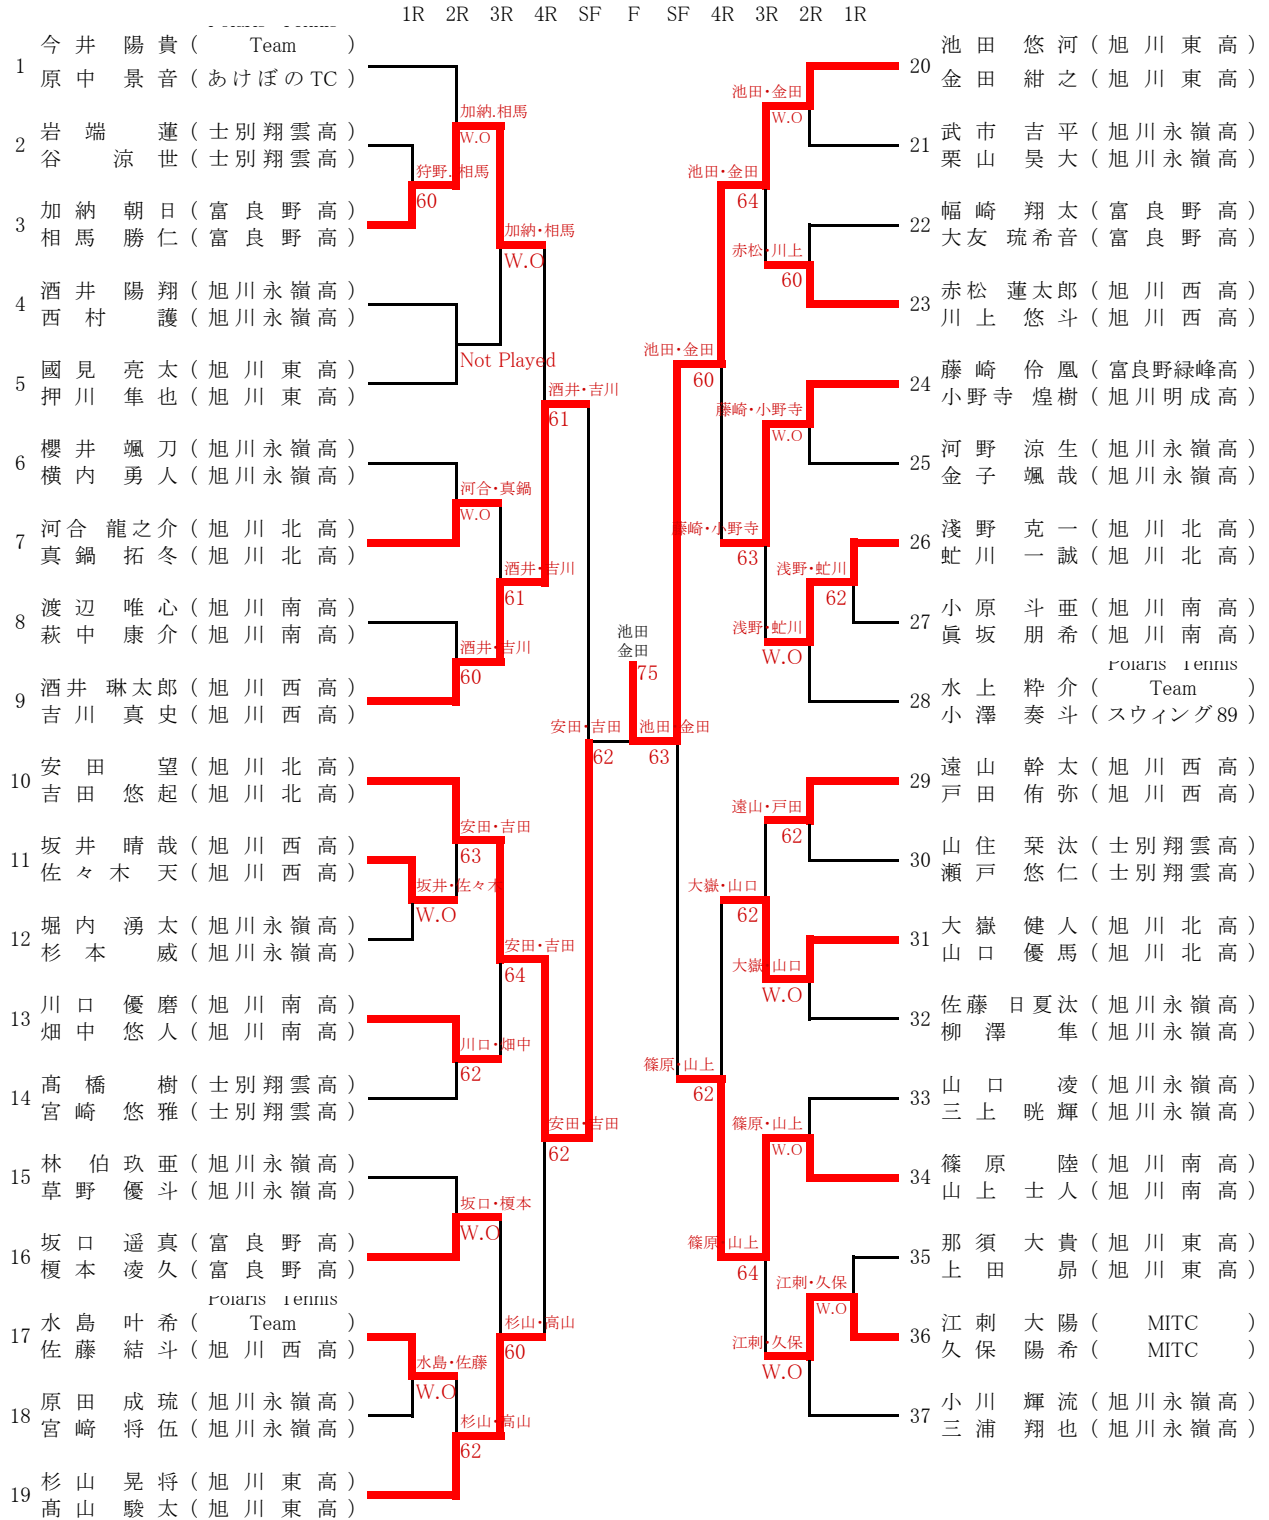 1R 2R 3R 4R SF F SF 4R 3R 2R 1R
Polaris Tennis
1 今井 陽貴 ( Team )
原中 景音 ( あけぼのTC )
2 岩端 蓮 ( 士別翔雲高 )
谷 涼世 ( 士別翔雲高 )
3 加納 朝日 ( 富良野高 )
相馬 勝仁 ( 富良野高 )
4 酒井 陽翔 ( 旭川永嶺高 )
西村 護 ( 旭川永嶺高 )
5 國見 亮太 ( 旭川東高 )
押川 隼也 ( 旭川東高 )
6 櫻井 颯刀 ( 旭川永嶺高 )
横内 勇人 ( 旭川永嶺高 )
7 河合 龍之介 ( 旭川北高 )
真鍋 拓冬 ( 旭川北高 )
8 渡辺 唯心 ( 旭川南高 )
萩中 康介 ( 旭川南高 )
9 酒井 琳太郎 ( 旭川西高 )
吉川 真史 ( 旭川西高 )
10 安田 望 ( 旭川北高 )
吉田 悠起 ( 旭川北高 )
11 坂井 晴哉 ( 旭川西高 )
佐々木 天 ( 旭川西高 )
12 堀内 湧太 ( 旭川永嶺高 )
杉本 威 ( 旭川永嶺高 )
13 川口 優磨 ( 旭川南高 )
畑中 悠人 ( 旭川南高 )
14 髙橋 樹 ( 士別翔雲高 )
宮崎 悠雅 ( 士別翔雲高 )
15 林 伯玖亜 ( 旭川永嶺高 )
草野 優斗 ( 旭川永嶺高 )
16 坂口 遥真 ( 富良野高 )
榎本 凌久 ( 富良野高 )
Polaris Tennis
17 水島 叶希 ( Team )
佐藤 結斗 ( 旭川西高 )
18 原田 成琉 ( 旭川永嶺高 )
宮﨑 将伍 ( 旭川永嶺高 )
19 杉山 晃将 ( 旭川東高 )
髙山 駿太 ( 旭川東高 )
加納.相馬
W.O
狩野.相馬
60
加納・相馬
W.O
Not Played
酒井・吉川
61
河合・真鍋
W.O
酒井・吉川
61
酒井・吉川
60
安田・吉田
62
安田・吉田
63
坂井・佐々木
W.O
安田・吉田
64
川口・畑中
62
安田・吉田
62
坂口・榎本
W.O
杉山・高山
60
水島・佐藤
W.O
杉山・高山
62
池田
金田
75
池田・金田
63
池田・金田
W.O
池田・金田
64
赤松・川上
60
池田・金田
60
藤崎・小野寺
W.O
藤崎・小野寺
63
浅野・虻川
62
浅野・虻川
W.O
遠山・戸田
62
大嶽・山口
62
大嶽・山口
W.O
篠原・山上
62
篠原・山上
W.O
篠原・山上
64
江刺・久保
W.O
江刺・久保
W.O
20 池田 悠河 ( 旭川東高 )
金田 紺之 ( 旭川東高 )
21 武市 吉平 ( 旭川永嶺高 )
栗山 昊大 ( 旭川永嶺高 )
22 幅崎 翔太 ( 富良野高 )
大友 琉希音 ( 富良野高 )
23 赤松 蓮太郎 ( 旭川西高 )
川上 悠斗 ( 旭川西高 )
24 藤崎 伶凰 ( 富良野緑峰高 )
小野寺 煌樹 ( 旭川明成高 )
25 河野 涼生 ( 旭川永嶺高 )
金子 颯哉 ( 旭川永嶺高 )
26 淺野 克一 ( 旭川北高 )
虻川 一誠 ( 旭川北高 )
27 小原 斗亜 ( 旭川南高 )
眞坂 朋希 ( 旭川南高 )
Polaris Tennis
28 水上 粋介 ( Team )
小澤 奏斗 ( スウィング89 )
29 遠山 幹太 ( 旭川西高 )
戸田 侑弥 ( 旭川西高 )
30 山住 栞汰 ( 士別翔雲高 )
瀬戸 悠仁 ( 士別翔雲高 )
31 大嶽 健人 ( 旭川北高 )
山口 優馬 ( 旭川北高 )
32 佐藤 日夏汰 ( 旭川永嶺高 )
柳澤 隼 ( 旭川永嶺高 )
33 山口 凌 ( 旭川永嶺高 )
三上 晄輝 ( 旭川永嶺高 )
34 篠原 陸 ( 旭川南高 )
山上 士人 ( 旭川南高 )
35 那須 大貴 ( 旭川東高 )
上田 昴 ( 旭川東高 )
36 江刺 大陽 ( MITC )
久保 陽希 ( MITC )
37 小川 輝流 ( 旭川永嶺高 )
三浦 翔也 ( 旭川永嶺高 )